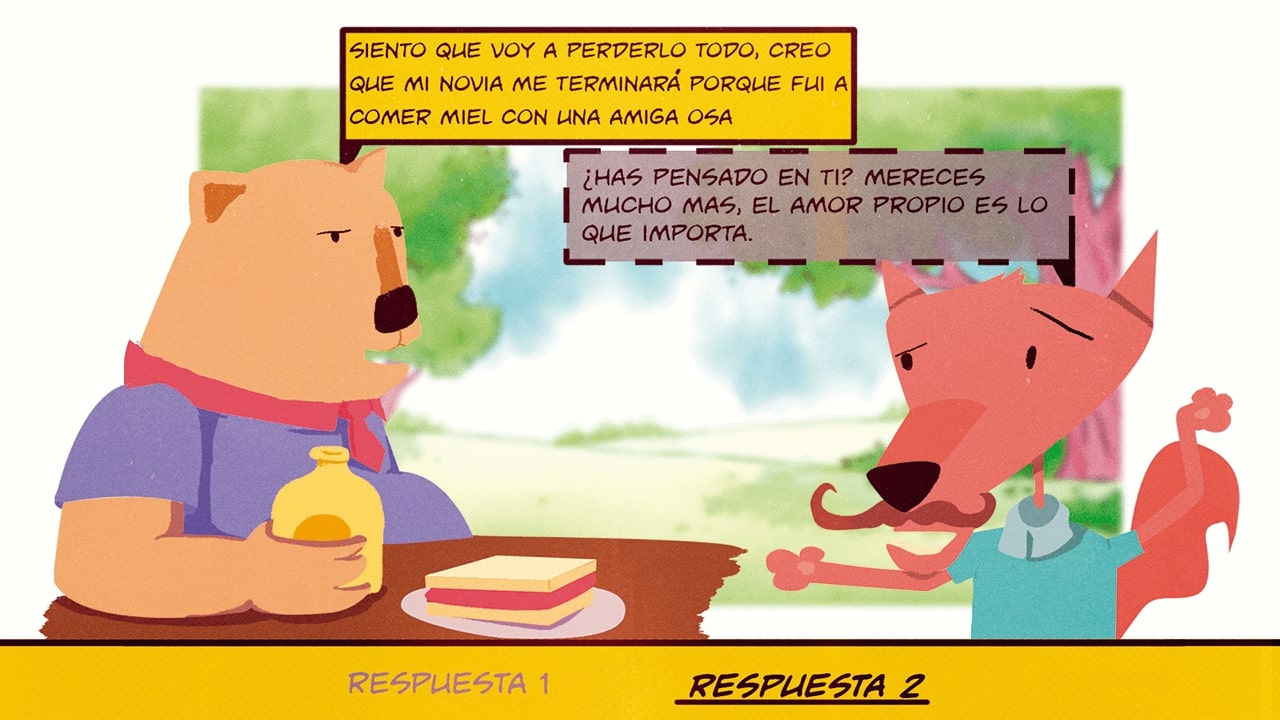 SIENTO QUE VOY A PERDERLO TODO, CREO
QUE MI NOVIA ME TERMINARÁ PORQUE FUI A
COMER MIEL CON UNA AMIGA OSA
¿HAS PENSADO EN TI? MERECES
MUCHO MAS, EL AMOR PROPIO ES LO
QUE IMPORTA.
RESPUESTA 1
RESPUESTA 2